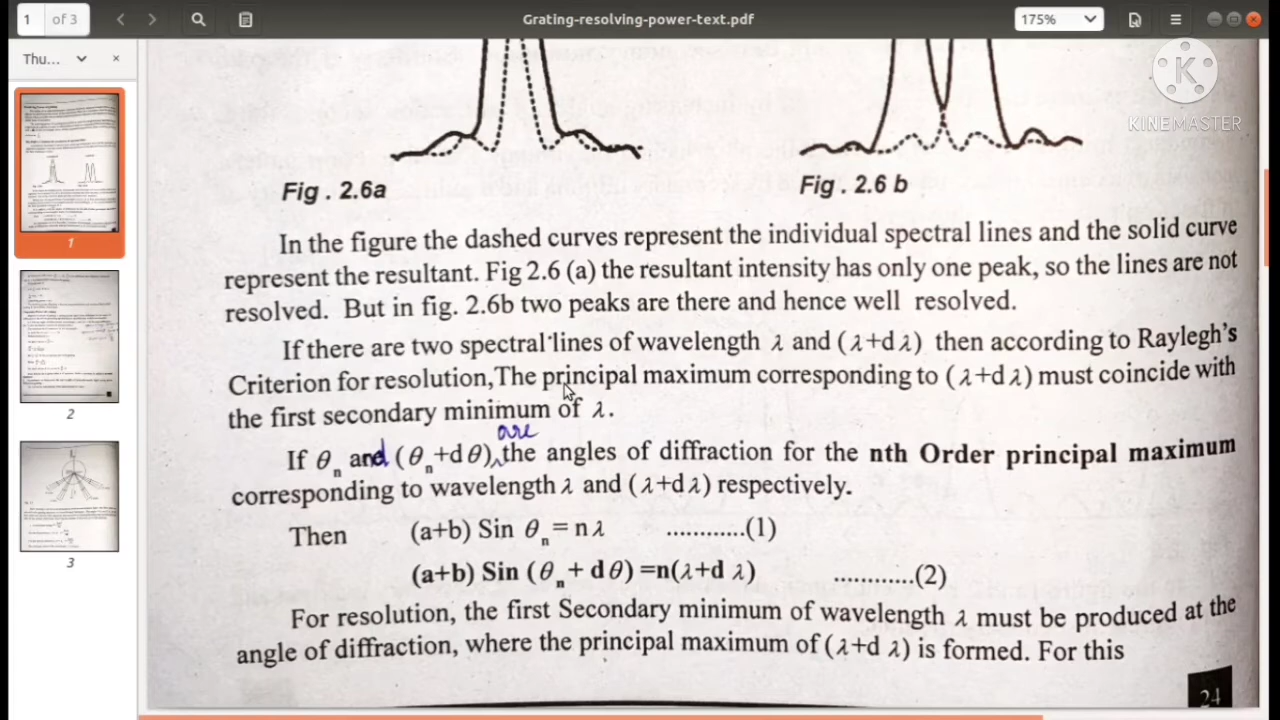 1 of 3
Grating-resolving-power-text.pdf
175%
Thu...
K
KINEMASTER
Fig . 2.6a
Fig . 2.6 b
In the figure the dashed curves represent the individual spectral lines and the solid curve
represent the resultant. Fig 2.6 (a) the resultant intensity has only one peak, so the lines are not
resolved. But in fig. 2.6b two peaks are there and hence well resolved.
If there are two spectral lines of wavelength λ and (λ+dλ) then according to Raylegh's
Criterion for resolution,The principal maximum corresponding to (λ+dλ) must coincide with
the first secondary minimum of λ.
are
If θn and (θn+dθ) the angles of diffraction for the nth Order principal maximum
corresponding to wavelength λ and (λ+dλ) respectively.
Then (a+b) Sin θn = nλ ............(1)
(a+b) Sin (θn+ dθ) =n(λ+d λ) ............(2)
For resolution, the first Secondary minimum of wavelength λ must be produced at the
angle of diffraction, where the principal maximum of (λ+d λ) is formed. For this
24
1
2
3